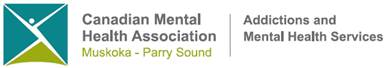 Canadian Mental
Health Association
Muskoka - Parry Sound
Addictions and
Mental Health Services